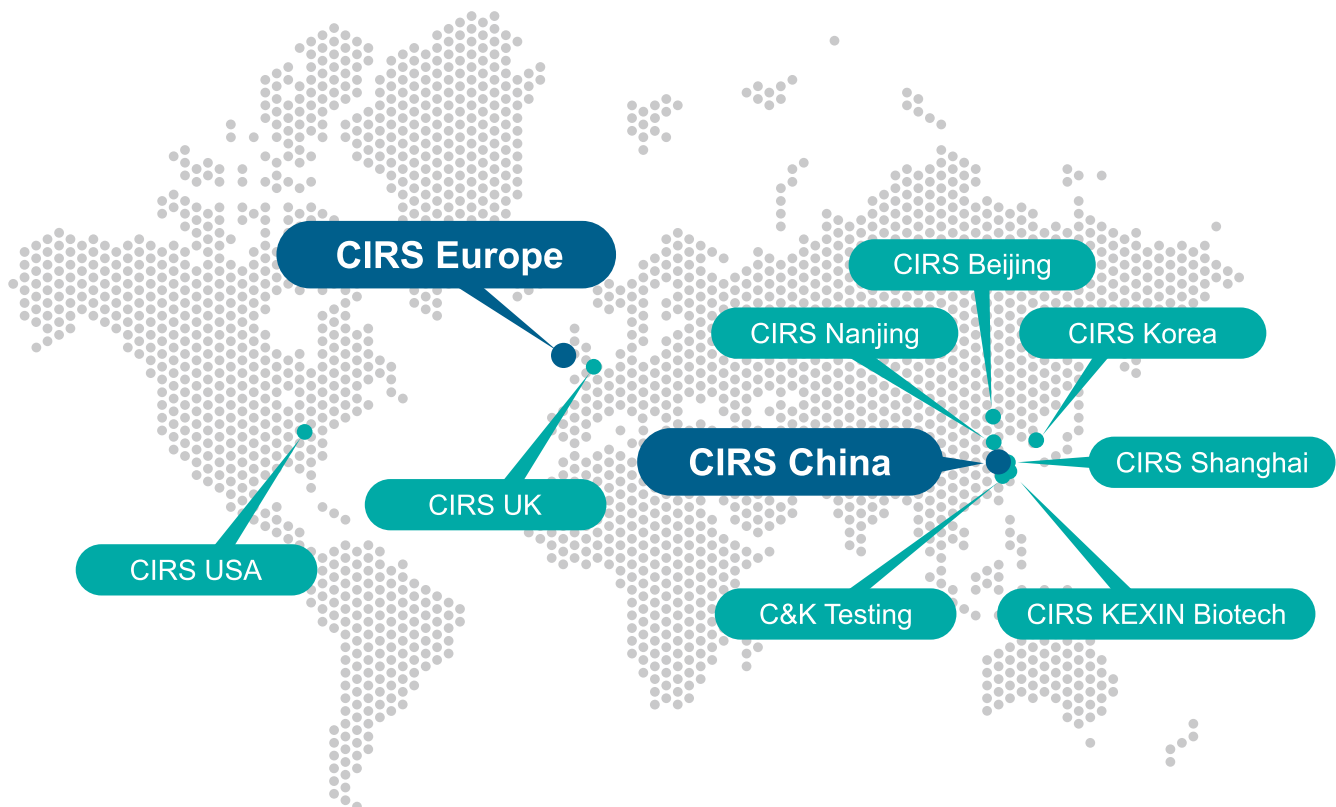 CIRS Europe
CIRS Beijing
CIRS Nanjing
CIRS Korea
CIRS China
CIRS Shanghai
CIRS UK
CIRS USA
C&K Testing
CIRS KEXIN Biotech